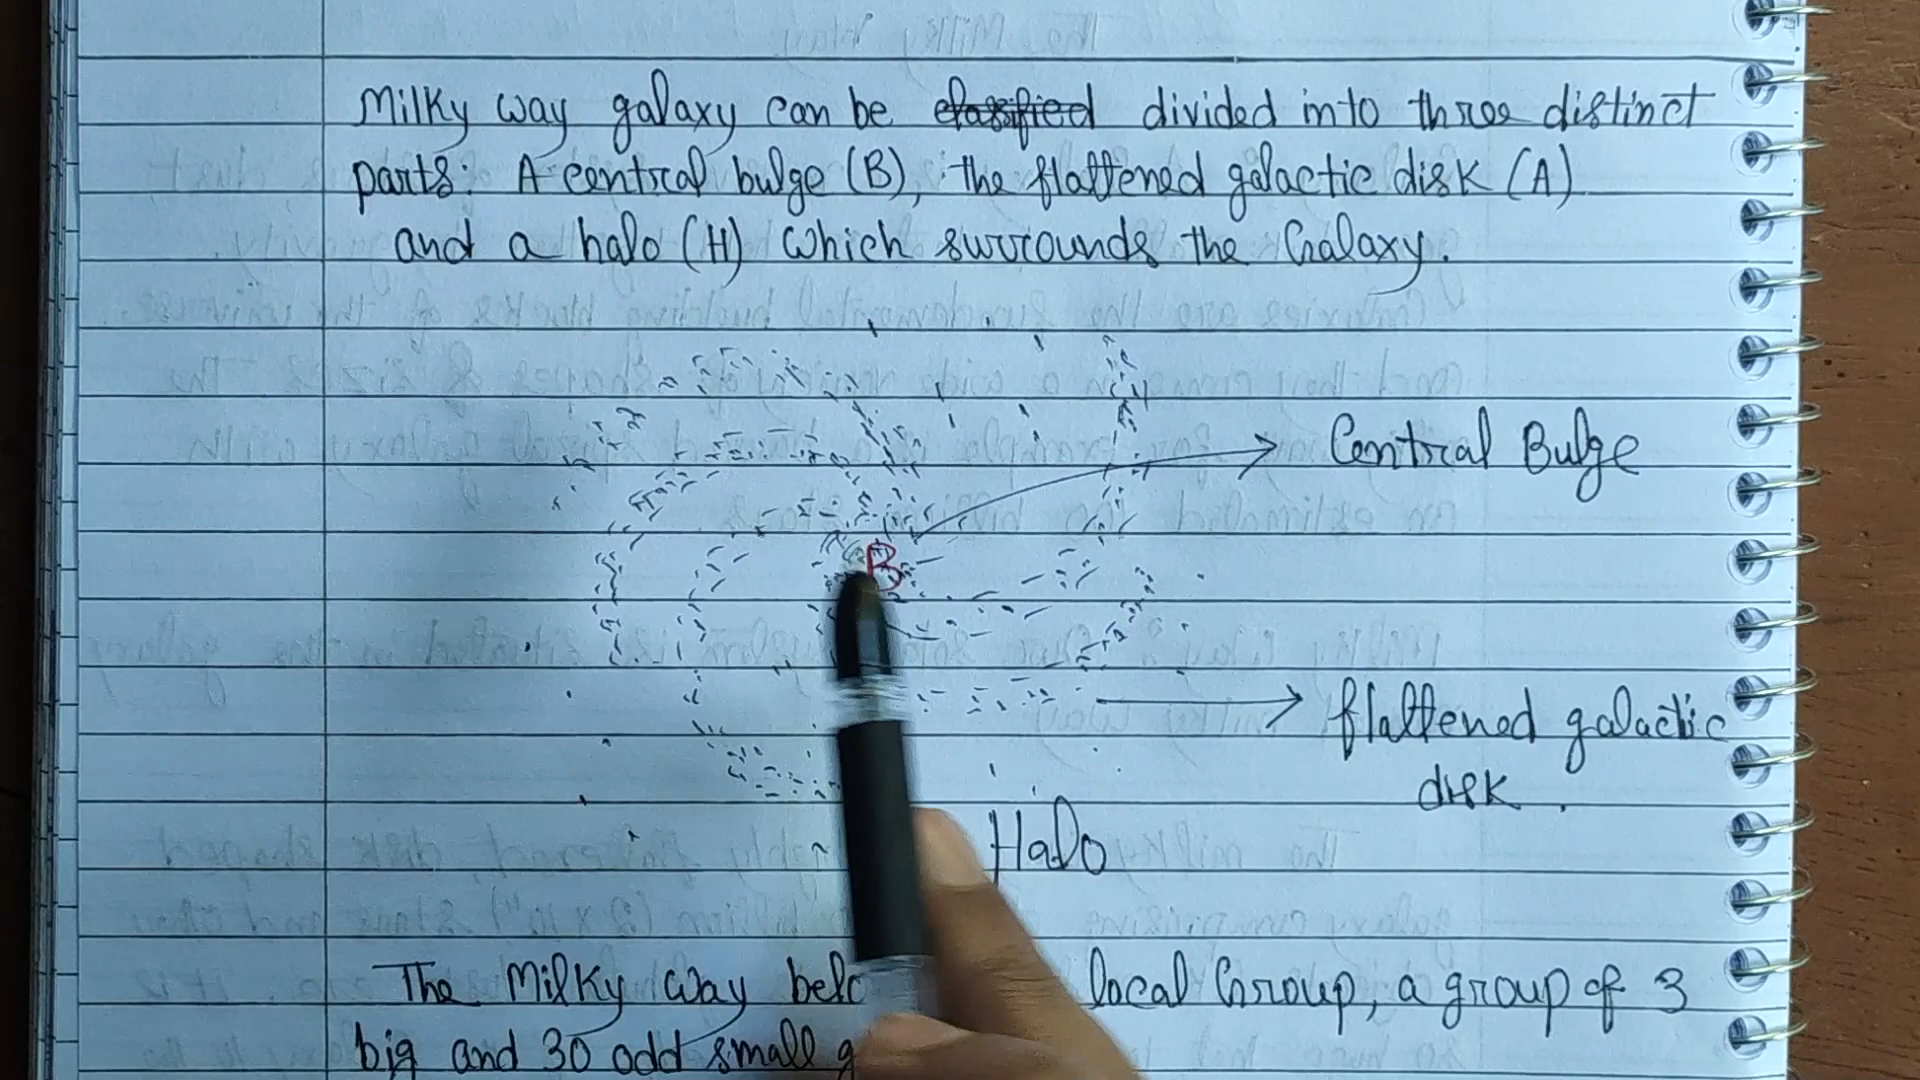 Milky way galaxy can be classified divided into three distinct
parts: A central bulge (B), the flattened galactic disk (A)
and a halo (H) which surrounds the Galaxy.
Central Bulge
B
flattened galactic
disk.
Halo
The Milky Way local Group, a group of 3
big and 30 odd small